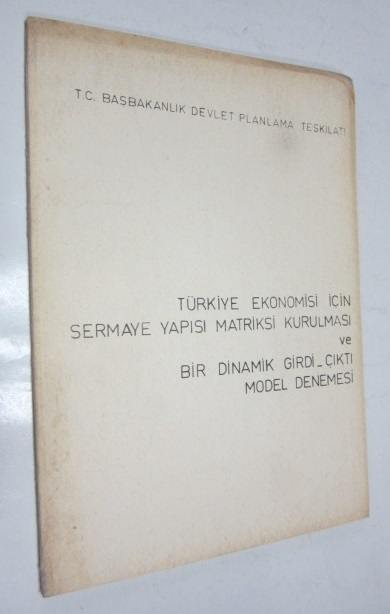 T.C. BAŞBAKANLIK DEVLET PLANLAMA TEŞKİLATI
TÜRKİYE EKONOMİSİ İÇİN
SERMAYE YAPISI MATRİKSİ KURULMASI
ve
BİR DİNAMİK GİRDİ_ÇIKTI
MODEL DENEMESİ